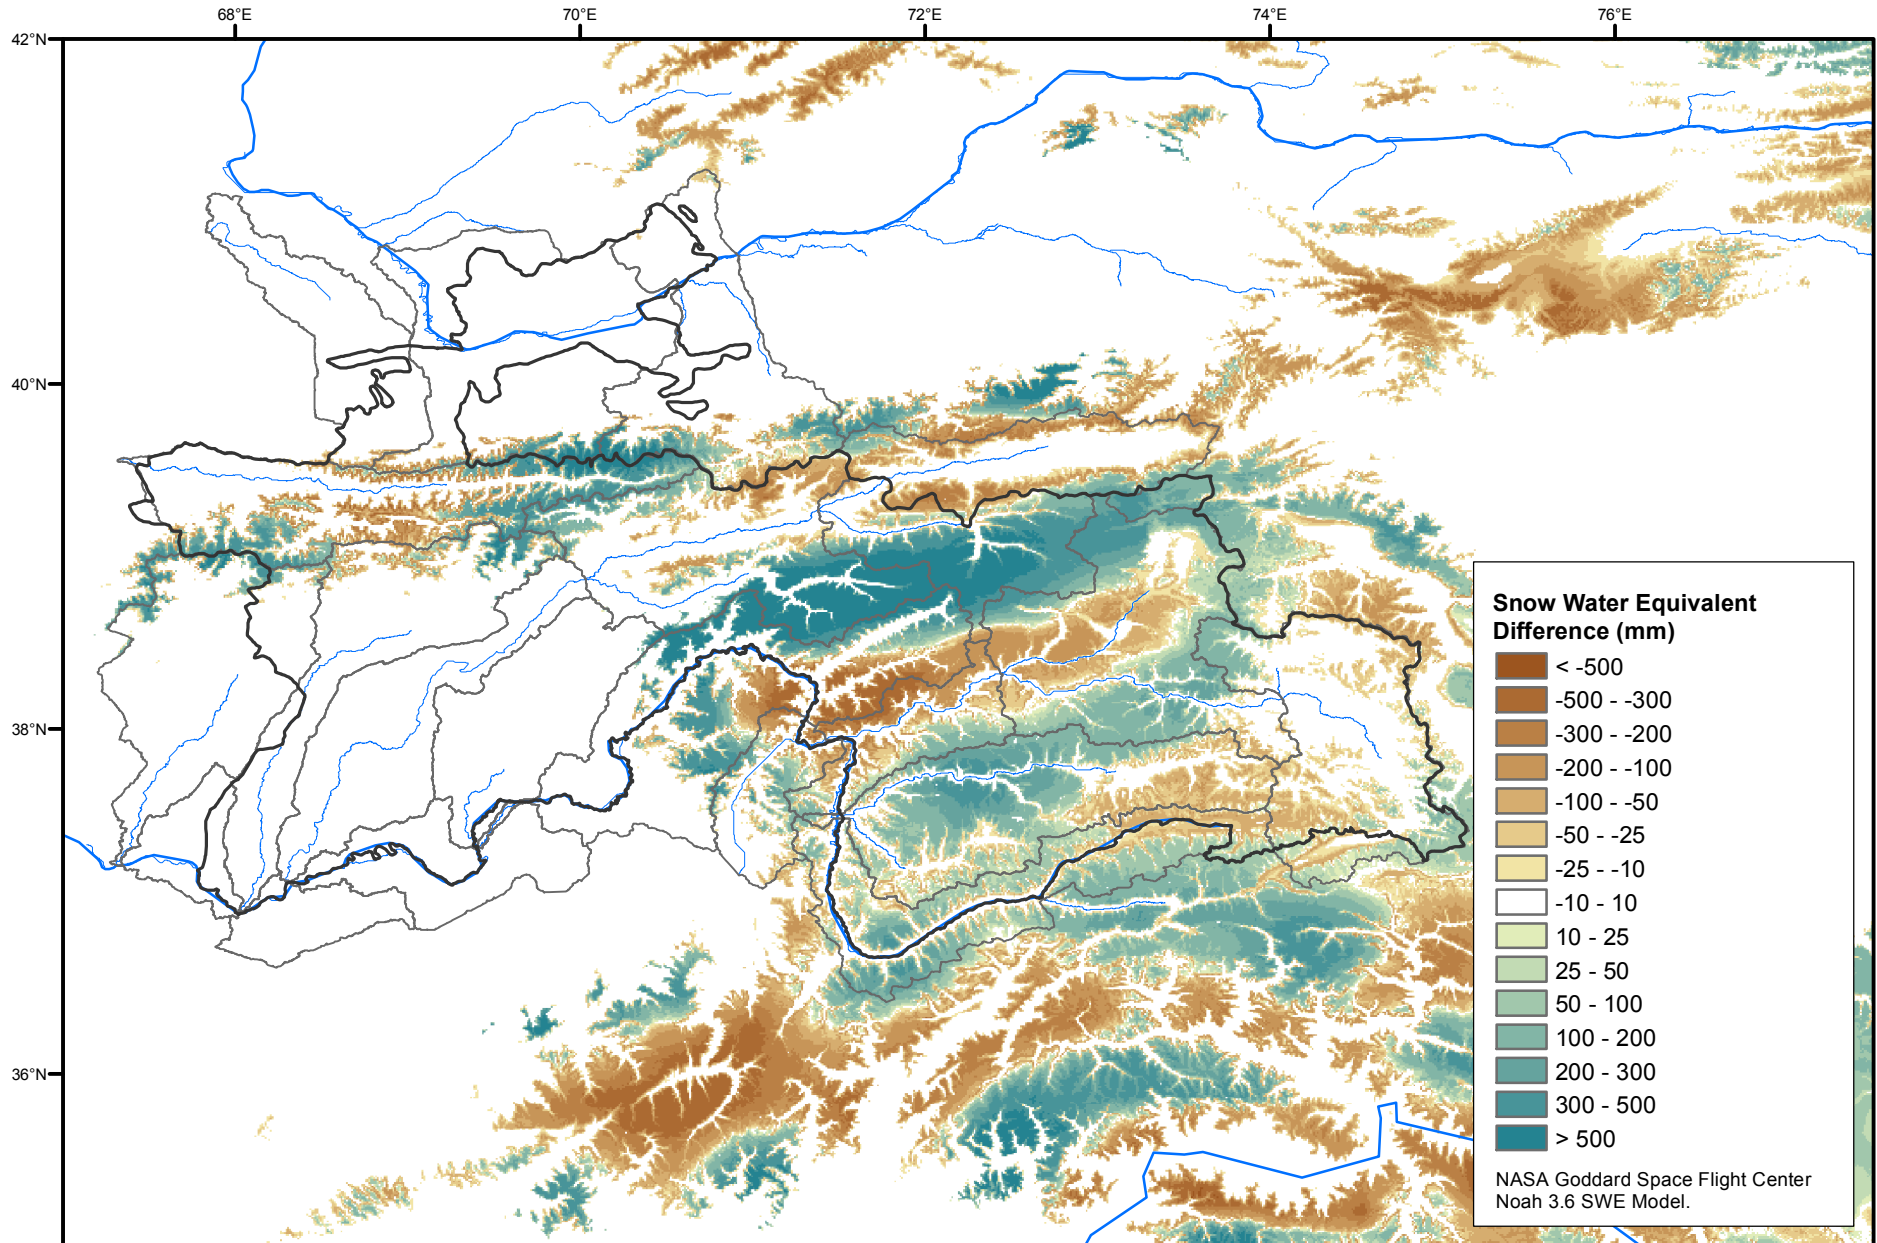 68°E
70°E
72°E
74°E
76°E
42°N
40°N
38°N
36°N
Snow Water Equivalent
Difference (mm)
< -500
-500 - -300
-300 - -200
-200 - -100
-100 - -50
-50 - -25
-25 - -10
-10 - 10
10 - 25
25 - 50
50 - 100
100 - 200
200 - 300
300 - 500
> 500
NASA Goddard Space Flight Center
Noah 3.6 SWE Model.